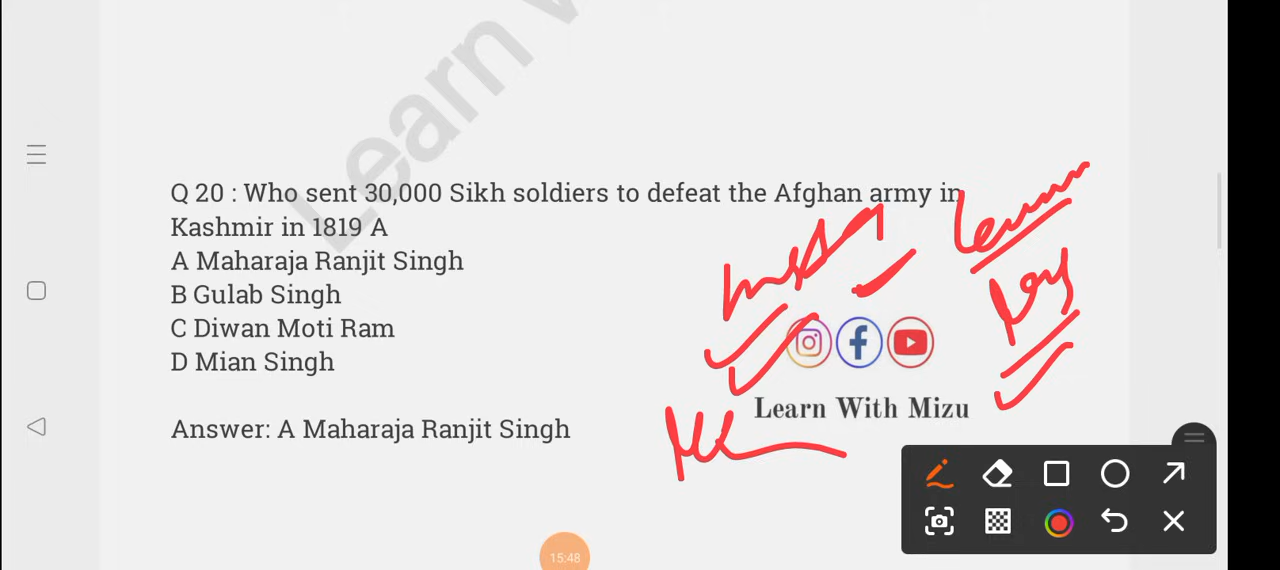 Learn W
Q 20 : Who sent 30,000 Sikh soldiers to defeat the Afghan army in
Kashmir in 1819 A
A Maharaja Ranjit Singh
B Gulab Singh
C Diwan Moti Ram
D Mian Singh
Answer: A Maharaja Ranjit Singh
Learn With Mizu
15:48